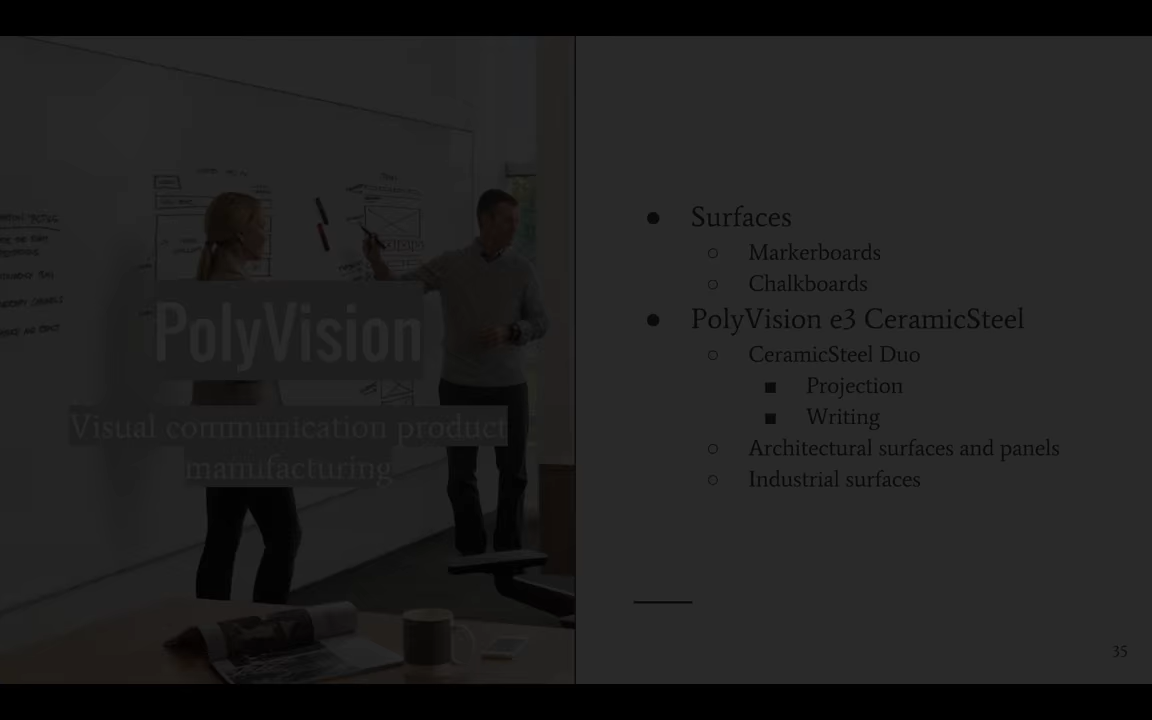 PolyVision
Visual communication product
manufacturing
● Surfaces
○ Markerboards
○ Chalkboards
● PolyVision e3 CeramicSteel
○ CeramicSteel Duo
■ Projection
■ Writing
○ Architectural surfaces and panels
○ Industrial surfaces
35